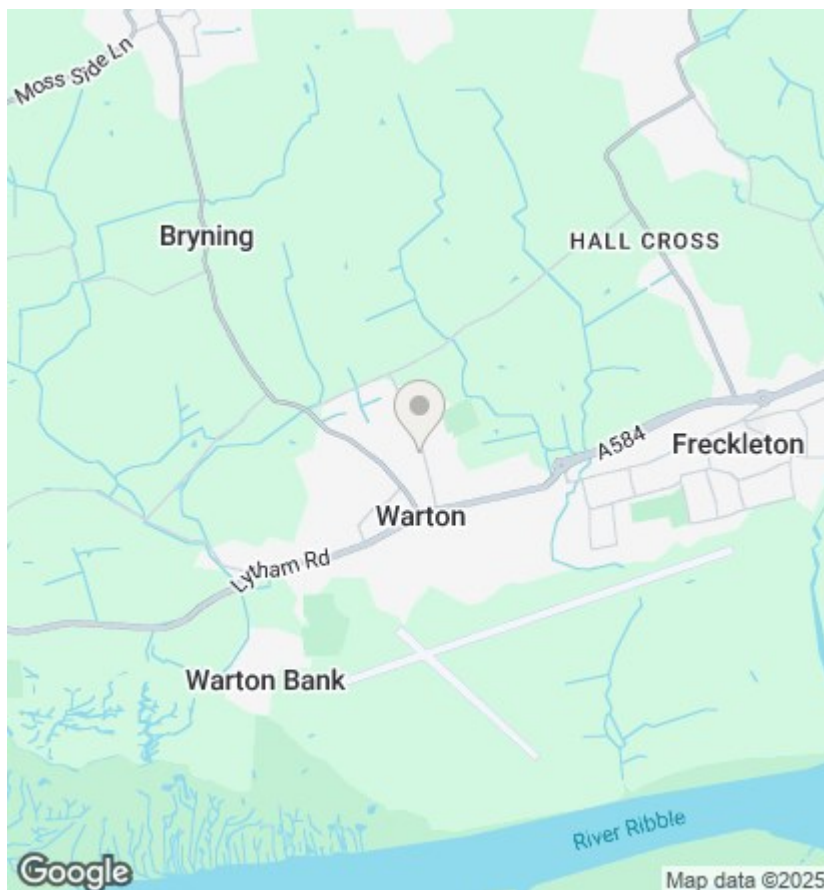 Moss Side Ln
Bryning
HALL CROSS
A584
Freckleton
Warton
Lytham Rd
Warton Bank
River Ribble
Google
Map data ©2025